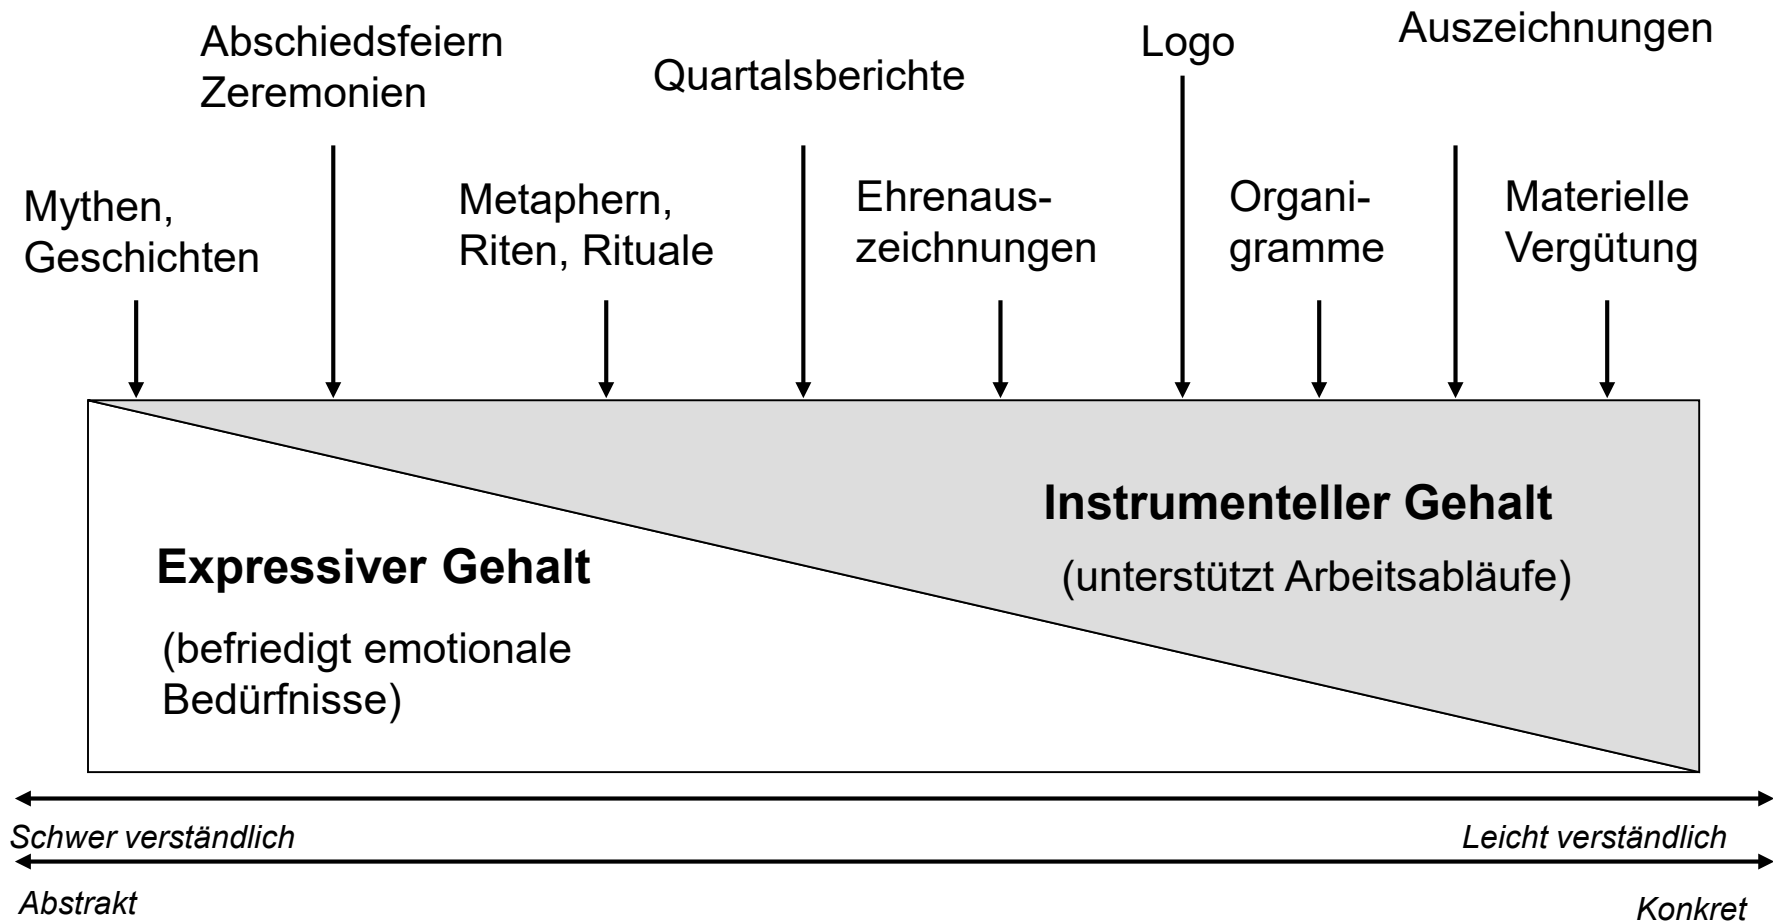 Abschiedsfeiern
Zeremonien
Quartalsberichte
Logo
Auszeichnungen
Mythen,
Geschichten
Metaphern,
Riten, Rituale
Ehrenaus-
zeichnungen
Organi-
gramme
Materielle
Vergütung
Instrumenteller Gehalt
(unterstützt Arbeitsabläufe)
Expressiver Gehalt
(befriedigt emotionale
Bedürfnisse)
Schwer verständlich
Leicht verständlich
Abstrakt
Konkret